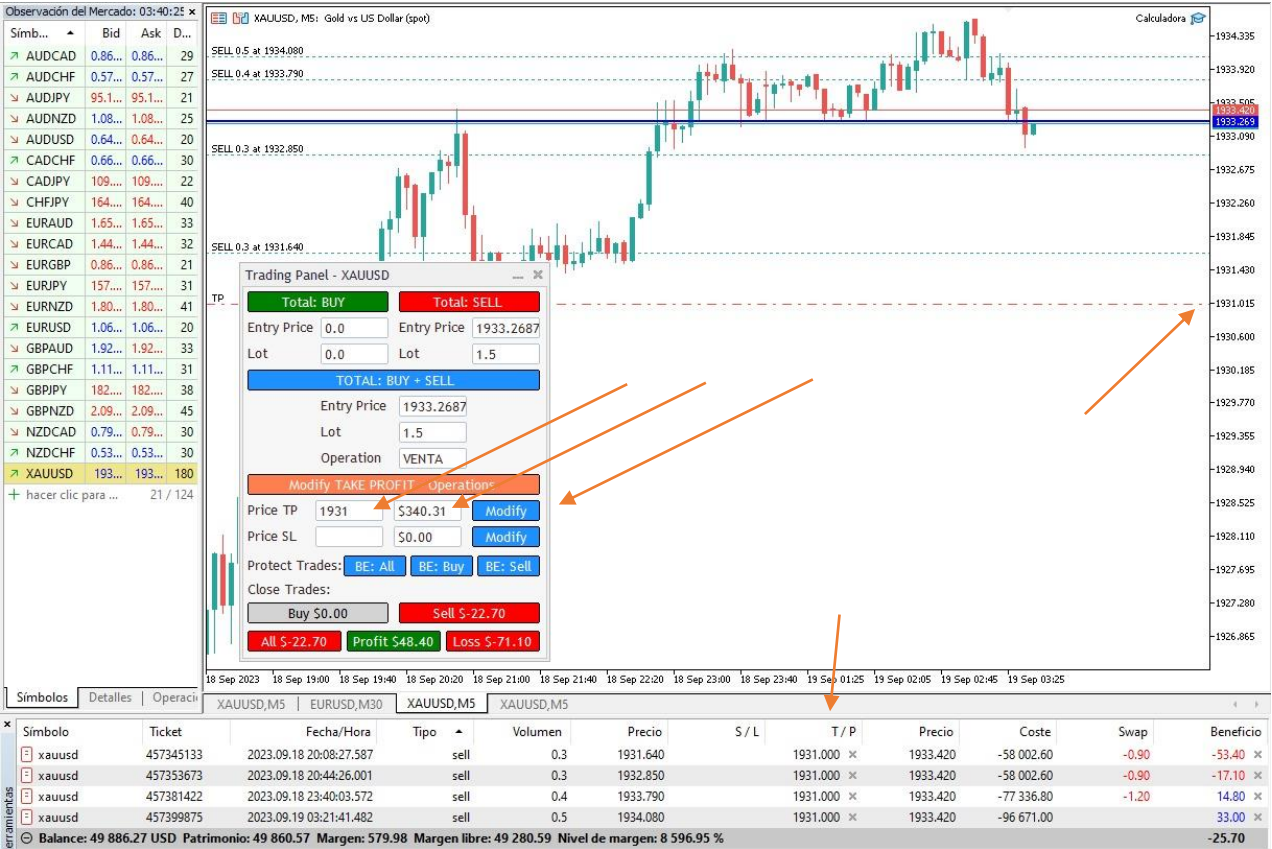 Observación del Mercado: 03:40:25
Símb... Bid Ask D...
AUDCAD 0.86... 0.86... 29
AUDCHF 0.57... 0.57... 27
AUDJPY 95.1... 95.1... 21
AUDNZD 1.08... 1.08... 25
AUDUSD 0.64... 0.64... 20
CADCHF 0.66... 0.66... 30
CADJPY 109.... 109.... 22
CHFJPY 164.... 164.... 40
EURAUD 1.65... 1.65... 33
EURCAD 1.44... 1.44... 32
EURGBP 0.86... 0.86... 21
EURJPY 157.... 157.... 31
EURNZD 1.80... 1.80... 41
EURUSD 1.06... 1.06... 20
GBPAUD 1.92... 1.92... 33
GBPCHF 1.11... 1.11... 31
GBPJPY 182.... 182.... 38
GBPNZD 2.09... 2.09... 45
NZDCAD 0.79... 0.79... 30
NZDCHF 0.53... 0.53... 30
XAUUSD 193... 193... 180
+ hacer clic para ... 21 / 124
Símbolos Detalles Operaci
XAUUSD, M5: Gold vs US Dollar (spot)
Calculadora
SELL 0.5 at 1934.080
SELL 0.4 at 1933.790
SELL 0.3 at 1932.850
SELL 0.3 at 1931.640
TP
1934.335
1933.920
1933.505
1933.420
1933.269
1933.090
1932.675
1932.260
1931.845
1931.430
1931.015
1930.600
1930.185
1929.770
1929.355
1928.940
1928.525
1928.110
1927.695
1927.280
1926.865
Trading Panel - XAUUSD
Total: BUY Total: SELL
Entry Price 0.0 Entry Price 1933.2687
Lot 0.0 Lot 1.5
TOTAL: BUY + SELL
Entry Price 1933.2687
Lot 1.5
Operation VENTA
Modify TAKE PROFIT Operations
Price TP 1931 $340.31 Modify
Price SL $0.00 Modify
Protect Trades: BE: All BE: Buy BE: Sell
Close Trades:
Buy $0.00 Sell $-22.70
All $-22.70 Profit $48.40 Loss $-71.10
18 Sep 2023 18 Sep 19:00 18 Sep 19:40 18 Sep 20:20 18 Sep 21:00 18 Sep 21:40 18 Sep 22:20 18 Sep 23:00 18 Sep 23:40 19 Sep 01:25 19 Sep 02:05 19 Sep 02:45 19 Sep 03:25
XAUUSD,M5 EURUSD,M30 XAUUSD,M5 XAUUSD,M5
Símbolo Ticket Fecha/Hora Tipo Volumen Precio S / L T / P Precio Coste Swap Beneficio
xauusd 457345133 2023.09.18 20:08:27.587 sell 0.3 1931.640 1931.000 1933.420 -58 002.60 -0.90 -53.40
xauusd 457353673 2023.09.18 20:44:26.001 sell 0.3 1932.850 1931.000 1933.420 -58 002.60 -0.90 -17.10
xauusd 457381422 2023.09.18 23:40:03.572 sell 0.4 1933.790 1931.000 1933.420 -77 336.80 -1.20 14.80
xauusd 457399875 2023.09.19 03:21:41.482 sell 0.5 1934.080 1931.000 1933.420 -96 671.00 33.00
Balance: 49 886.27 USD Patrimonio: 49 860.57 Margen: 579.98 Margen libre: 49 280.59 Nivel de margen: 8 596.95 % -25.70
erramientas